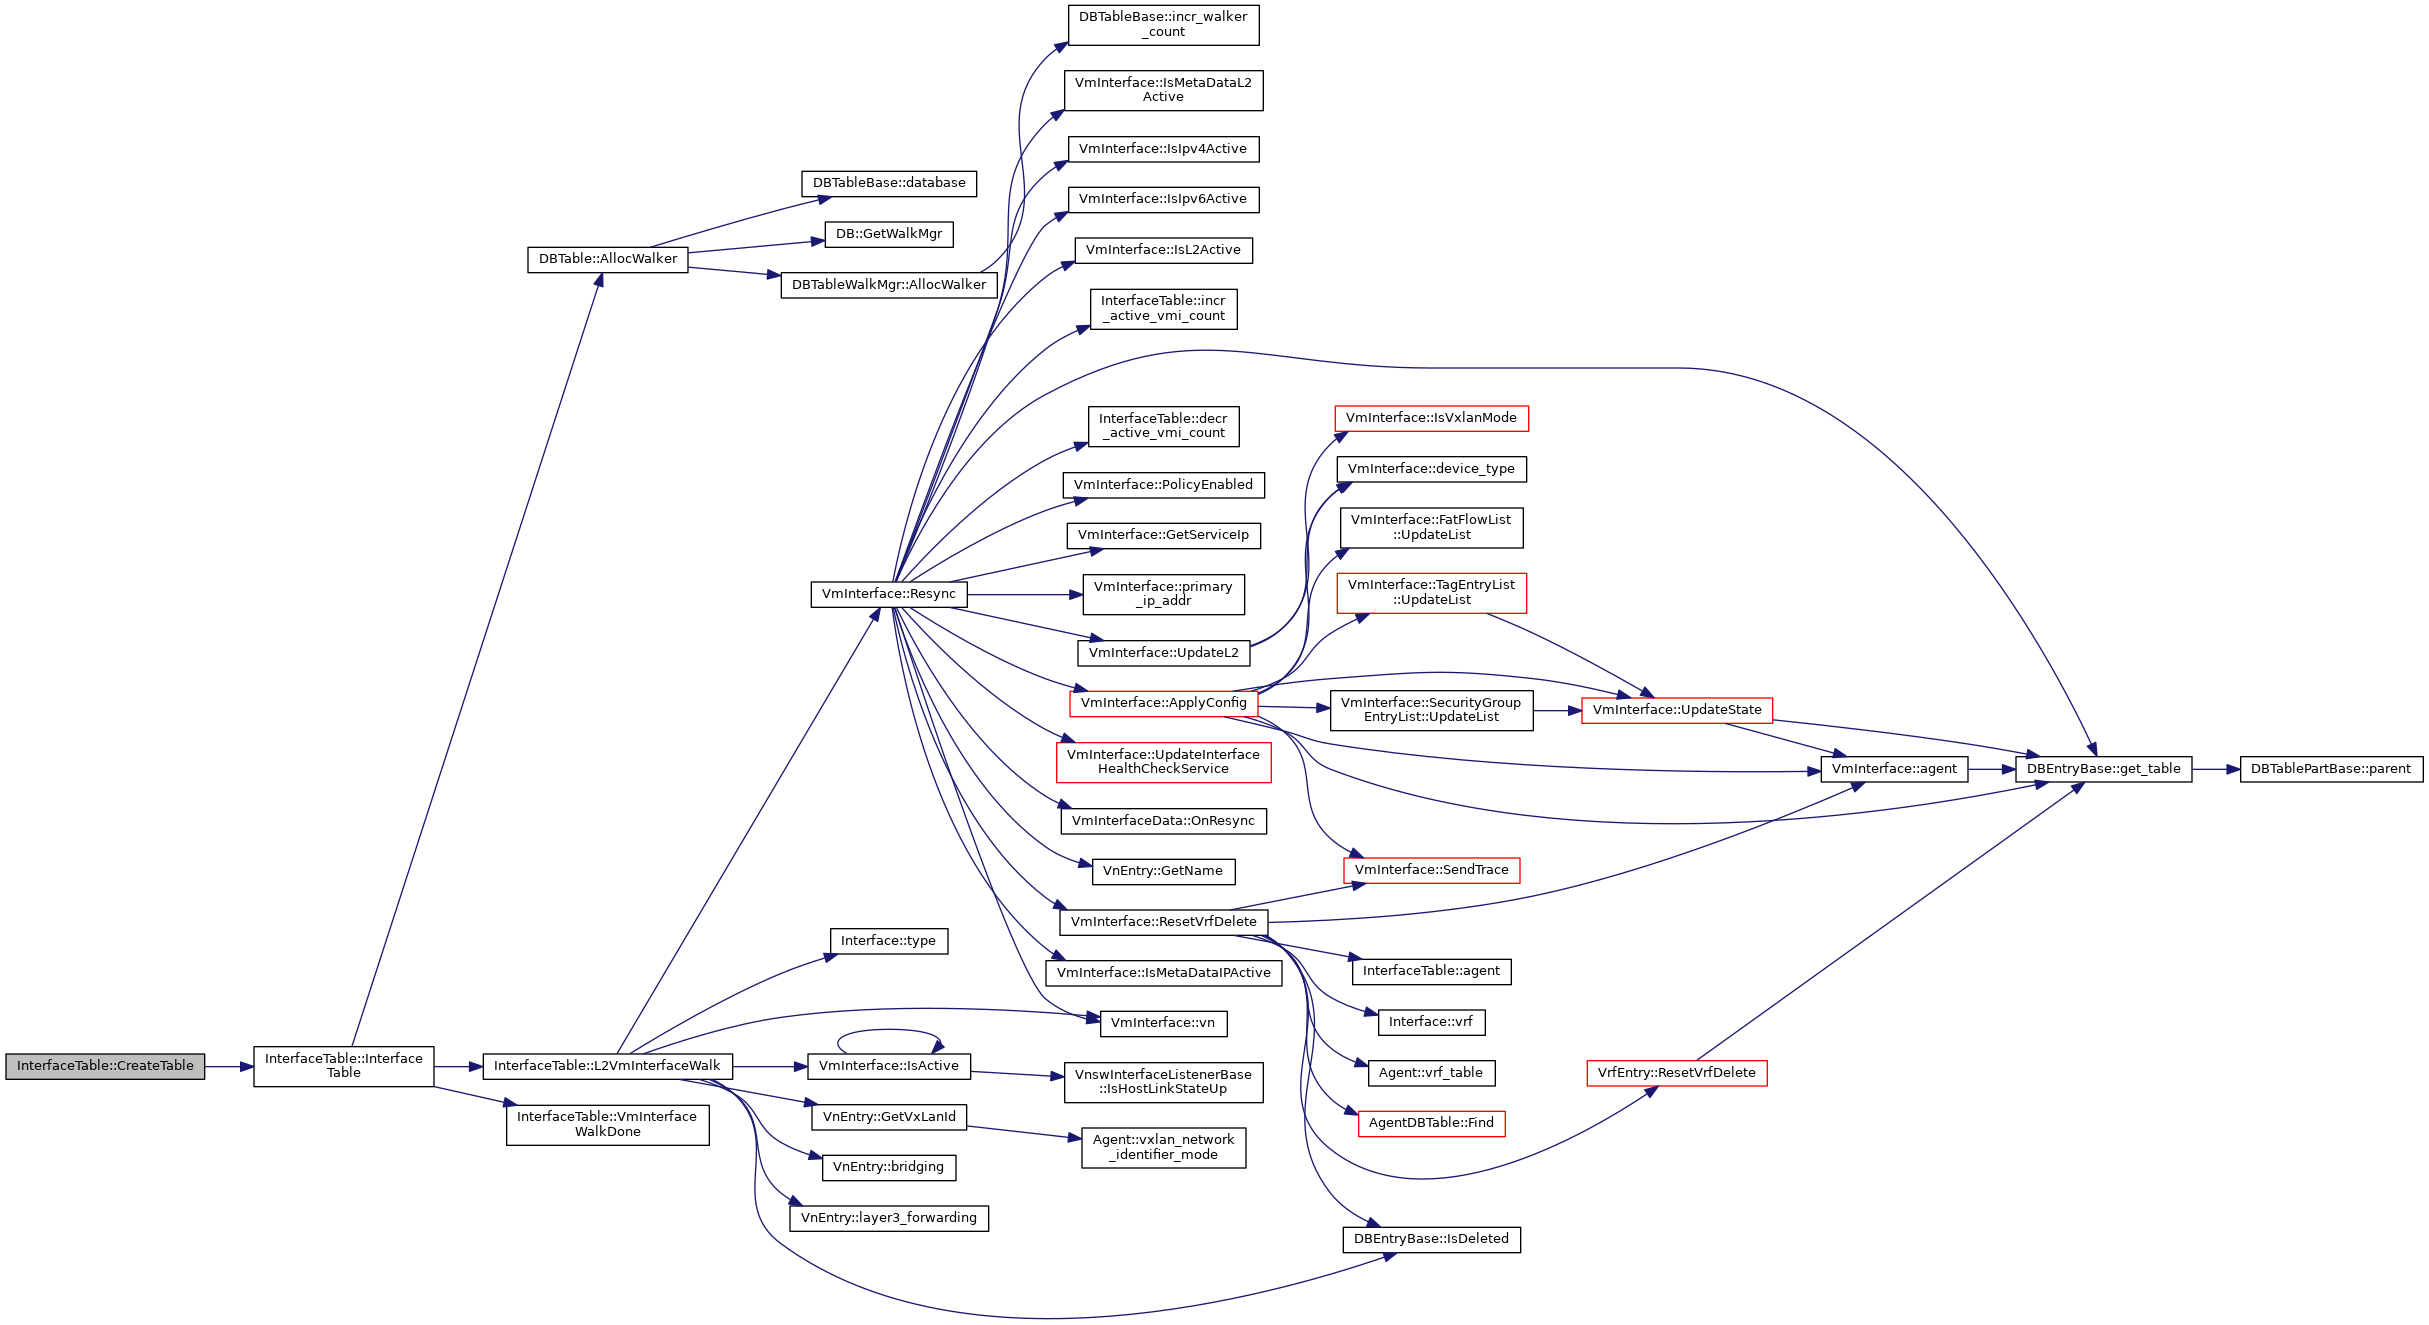 InterfaceTable::CreateTable
InterfaceTable::Interface
Table
DBTable::AllocWalker
InterfaceTable::L2VmInterfaceWalk
InterfaceTable::VmInterface
WalkDone
DBTableBase::database
DB::GetWalkMgr
DBTableWalkMgr::AllocWalker
VmInterface::Resync
Interface::type
VmInterface::IsActive
VnEntry::GetVxLanId
VnEntry::bridging
VnEntry::layer3_forwarding
DBTableBase::incr_walker
_count
VmInterface::IsMetaDataL2
Active
VmInterface::IsIpv4Active
VmInterface::IsIpv6Active
VmInterface::IsL2Active
InterfaceTable::incr
_active_vmi_count
InterfaceTable::decr
_active_vmi_count
VmInterface::PolicyEnabled
VmInterface::GetServiceIp
VmInterface::primary
_ip_addr
VmInterface::UpdateL2
VmInterface::ApplyConfig
VmInterface::UpdateInterface
HealthCheckService
VmInterfaceData::OnResync
VnEntry::GetName
VmInterface::ResetVrfDelete
VmInterface::IsMetaDataIPActive
VmInterface::vn
VnswInterfaceListenerBase
::IsHostLinkStateUp
Agent::vxlan_network
_identifier_mode
VmInterface::IsVxlanMode
VmInterface::device_type
VmInterface::FatFlowList
::UpdateList
VmInterface::TagEntryList
::UpdateList
VmInterface::SecurityGroup
EntryList::UpdateList
VmInterface::SendTrace
InterfaceTable::agent
Interface::vrf
Agent::vrf_table
AgentDBTable::Find
DBEntryBase::IsDeleted
VmInterface::UpdateState
VrfEntry::ResetVrfDelete
VmInterface::agent
DBEntryBase::get_table
DBTablePartBase::parent